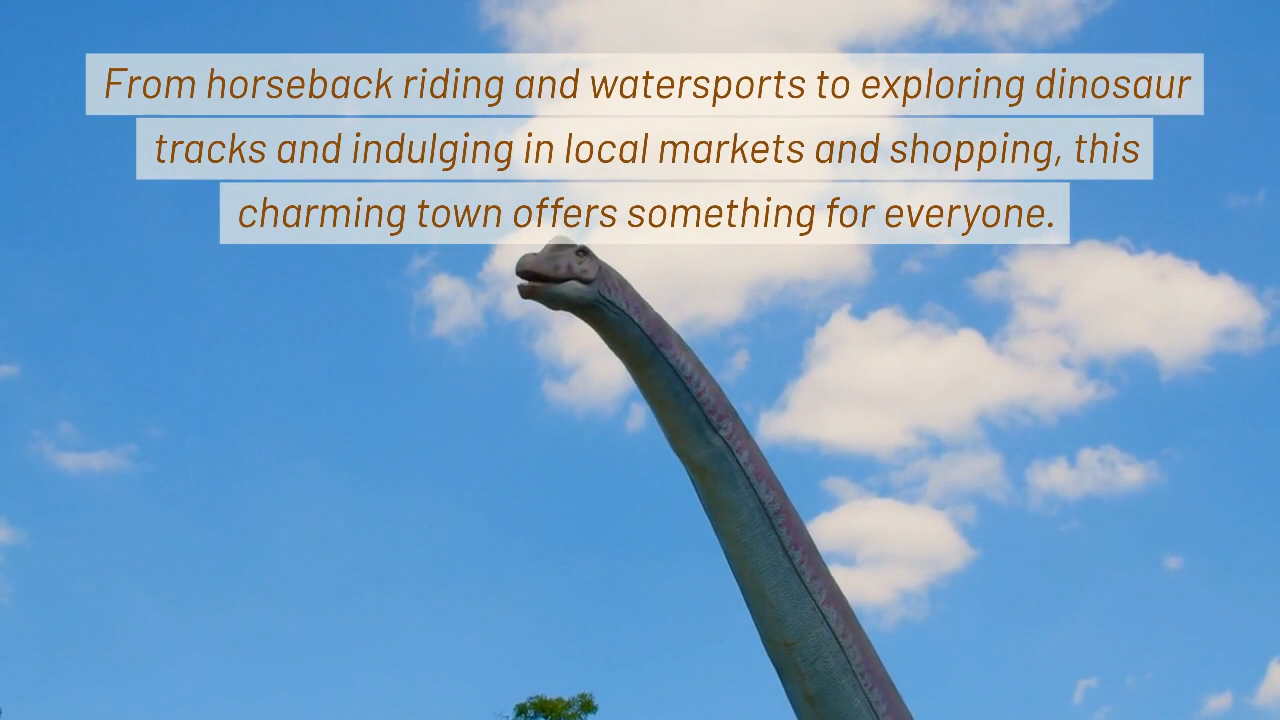 From horseback riding and watersports to exploring dinosaur
tracks and indulging in local markets and shopping, this
charming town offers something for everyone.